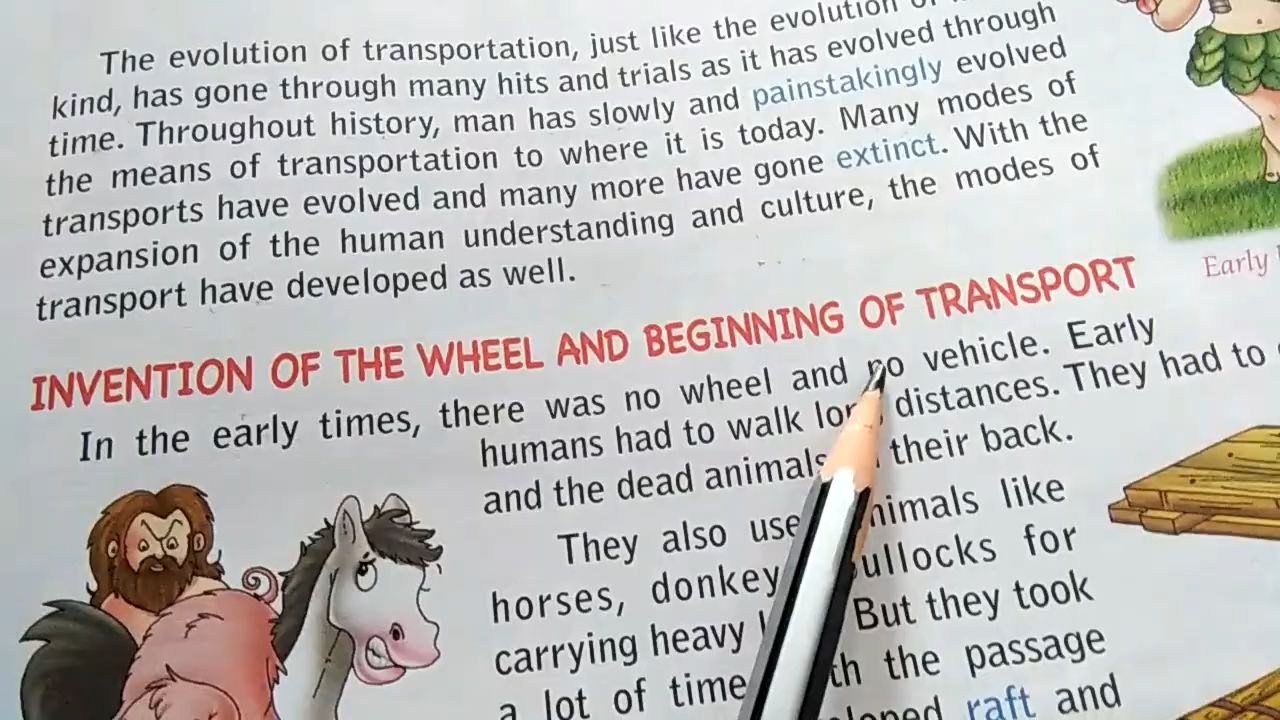 The evolution of transportation, just like the evolution of
kind, has gone through many hits and trials as it has evolved through
time. Throughout history, man has slowly and painstakingly evolved
the means of transportation to where it is today. Many modes of
transports have evolved and many more have gone extinct. With the
expansion of the human understanding and culture, the modes of
transport have developed as well.
Early
INVENTION OF THE WHEEL AND BEGINNING OF TRANSPORT
In the early times, there was no wheel and no vehicle. Early
humans had to walk long distances. They had to
and the dead animals their back.
They also use animals like
horses, donkey bullocks for
carrying heavy But they took
a lot of time the passage
raft and